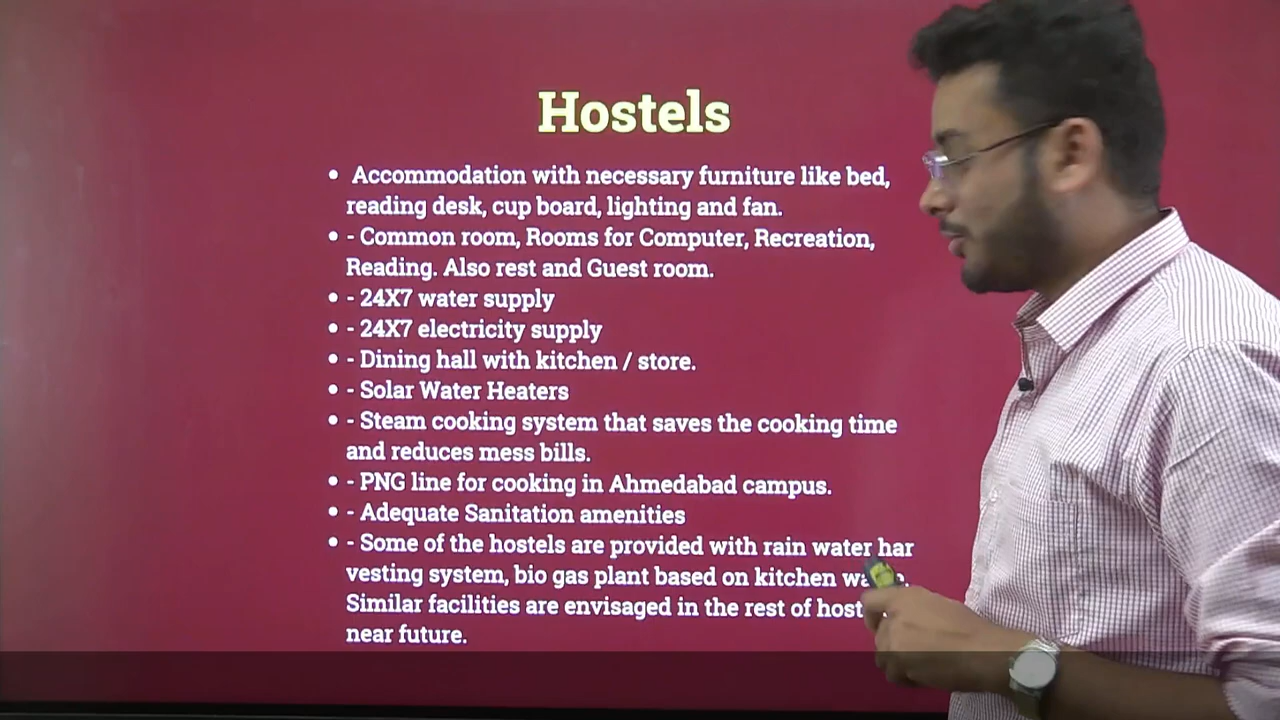 Hostels
• Accommodation with necessary furniture like bed,
reading desk, cup board, lighting and fan.
• - Common room, Rooms for Computer, Recreation,
Reading. Also rest and Guest room.
• - 24X7 water supply
• - 24X7 electricity supply
• - Dining hall with kitchen / store.
• - Solar Water Heaters
• - Steam cooking system that saves the cooking time
and reduces mess bills.
• - PNG line for cooking in Ahmedabad campus.
• - Adequate Sanitation amenities
• - Some of the hostels are provided with rain water har
vesting system, bio gas plant based on kitchen
Similar facilities are envisaged in the rest of
near future.